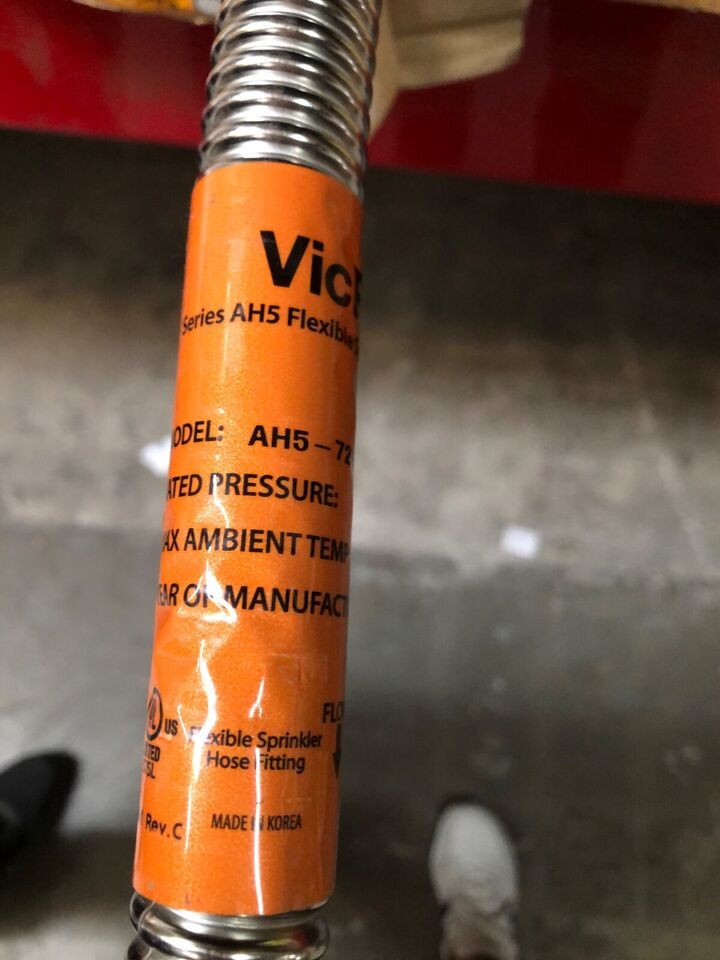 Vic
Series AH5 Flexible
ODEL: AH5-72
ATED PRESSURE:
AX AMBIENT TEMP
EAR OF MANUFACT
UL US
TED
FLO
Flexible Sprinkler
Hose Fitting
Rev.C
MADE IN KOREA